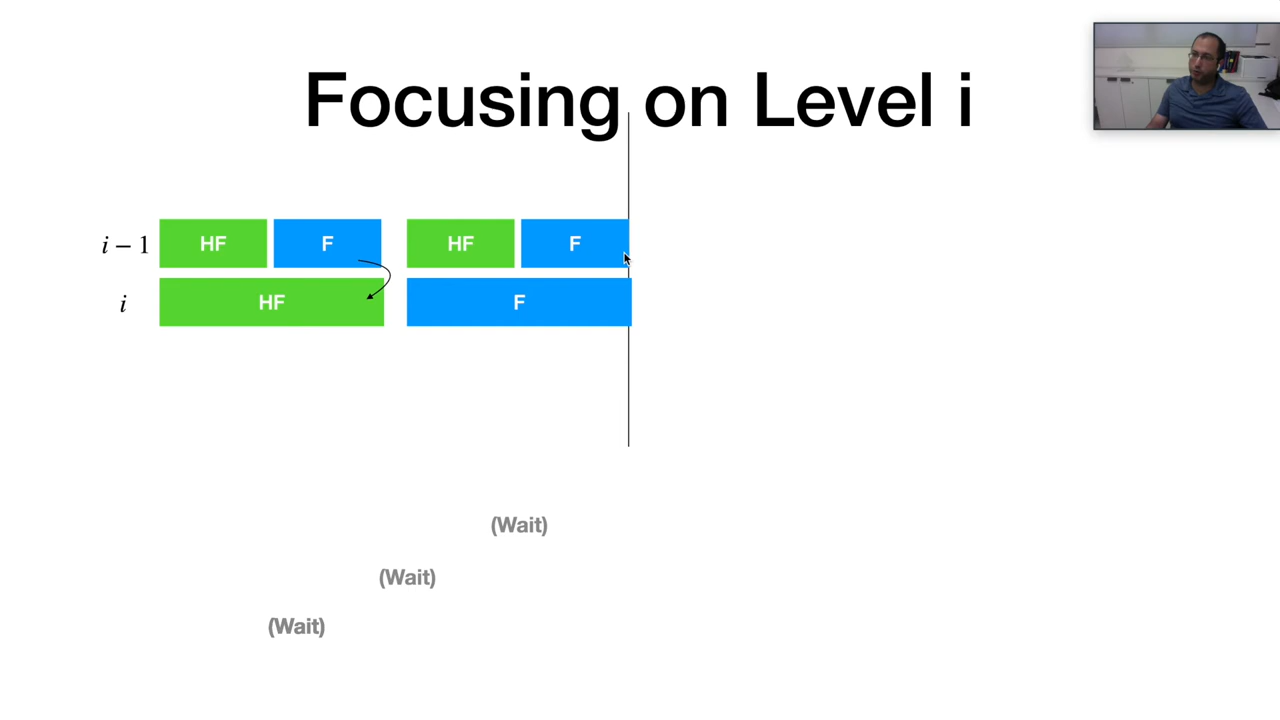 Focusing on Level i
i − 1 HF F HF F
i HF F
(Wait)
(Wait)
(Wait)